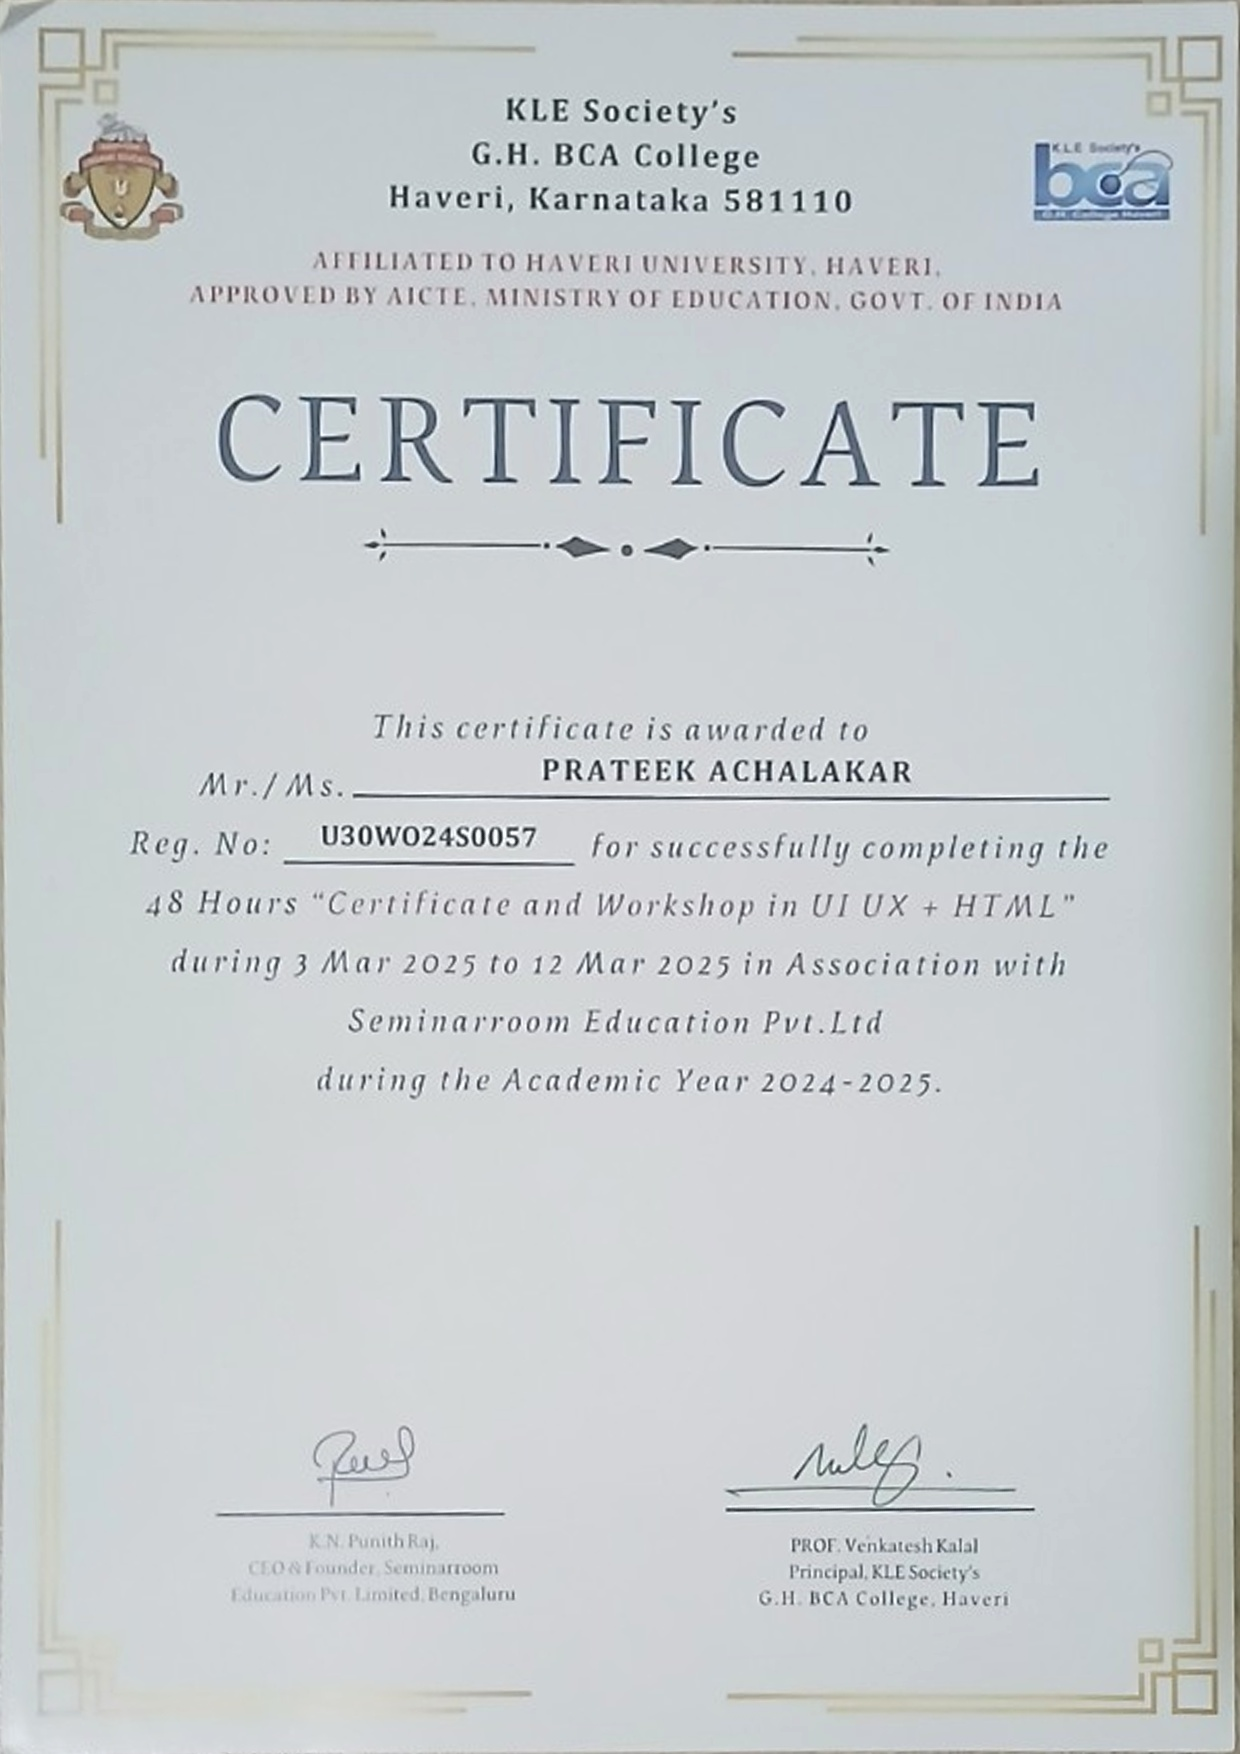 KLE Society's
G.H. BCA College
Haveri, Karnataka 581110
K.L.E Society's
bca
G.H. College Haveri
AFFILIATED TO HAVERI UNIVERSITY, HAVERI,
APPROVED BY AICTE, MINISTRY OF EDUCATION, GOVT. OF INDIA
CERTIFICATE
This certificate is awarded to
Mr./Ms. PRATEEK ACHALAKAR
Reg. No: U30WO24S0057 for successfully completing the
48 Hours “Certificate and Workshop in UI UX + HTML”
during 3 Mar 2025 to 12 Mar 2025 in Association with
Seminarroom Education Pvt.Ltd
during the Academic Year 2024-2025.
K.N. Punith Raj,
CEO & Founder, Seminarroom
Education Pvt. Limited, Bengaluru
PROF. Venkatesh Kalal
Principal, KLE Society's
G.H. BCA College, Haveri